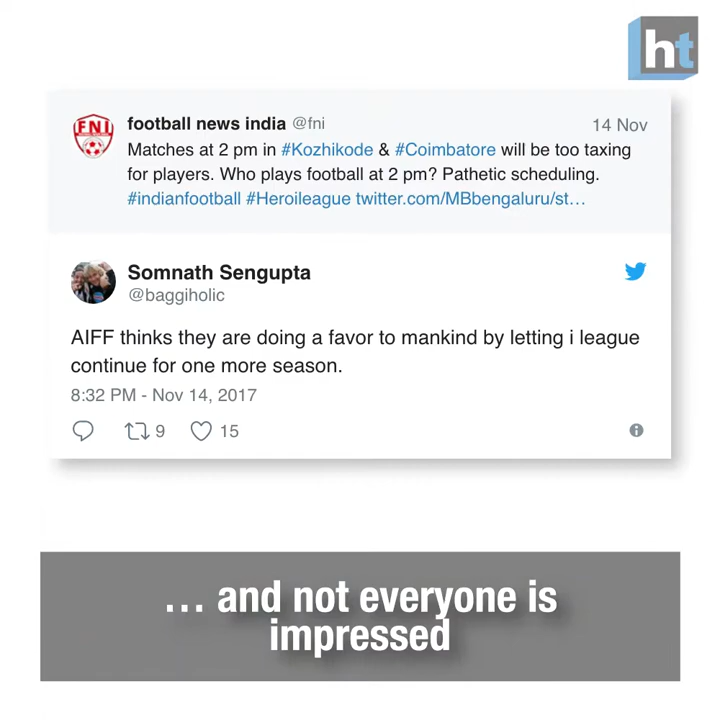 ht
FNI
football news india @fni
14 Nov
Matches at 2 pm in #Kozhikode & #Coimbatore will be too taxing
for players. Who plays football at 2 pm? Pathetic scheduling.
#indianfootball #Heroileague twitter.com/MBbengaluru/st…
Somnath Sengupta
@baggiholic
AIFF thinks they are doing a favor to mankind by letting i league
continue for one more season.
8:32 PM - Nov 14, 2017
9 15
… and not everyone is
impressed